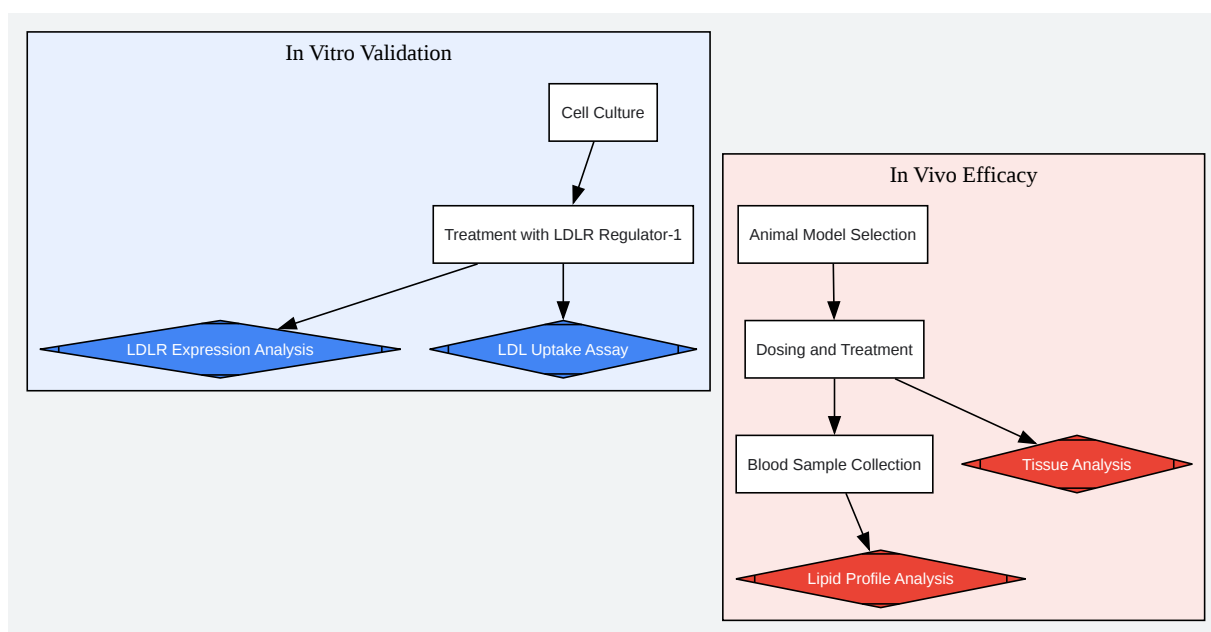 In Vitro Validation
Cell Culture
Treatment with LDLR Regulator-1
LDLR Expression Analysis
LDL Uptake Assay
In Vivo Efficacy
Animal Model Selection
Dosing and Treatment
Blood Sample Collection
Tissue Analysis
Lipid Profile Analysis